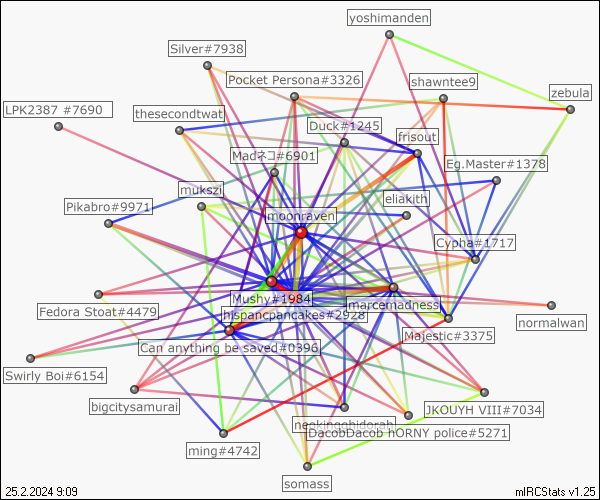 yoshimanden
Silver#7938
Pocket Persona#3326
shawntee9
zebula
LPK2387 #7690
thesecondtwat
Duck#1245
frisout
Madネコ#6901
Eg.Master#1378
mukszi
eliakith
Pikabro#9971
moonraven
Cypha#1717
Mushy#1984
marcemadness
Fedora Stoat#4479
hjspancpancakes#2928
normalwan
Majestic#3375
Can anything be saved#0396
Swirly Boi#6154
bigcitysamurai
JKOUYH VIII#7034
neokingghidorah
DacobDacob hORNY police#5271
ming#4742
somass
25.2.2024 9:09
mIRCStats v1.25